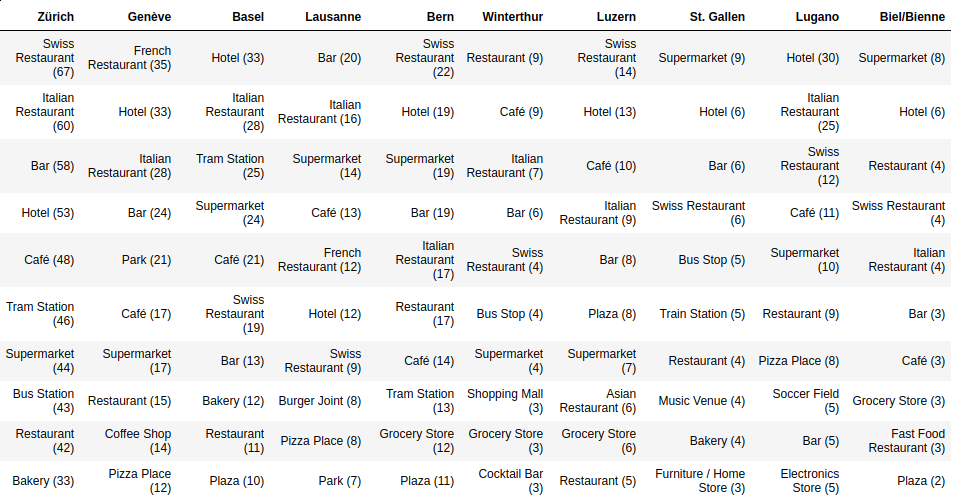 Zürich Genève Basel Lausanne Bern Winterthur Luzern St. Gallen Lugano Biel/Bienne
Swiss Restaurant (67) French Restaurant (35) Hotel (33) Bar (20) Swiss Restaurant (22) Restaurant (9) Swiss Restaurant (14) Supermarket (9) Hotel (30) Supermarket (8)
Italian Restaurant (60) Hotel (33) Italian Restaurant (28) Italian Restaurant (16) Hotel (19) Café (9) Hotel (13) Hotel (6) Italian Restaurant (25) Hotel (6)
Bar (58) Italian Restaurant (28) Tram Station (25) Supermarket (14) Supermarket (19) Italian Restaurant (7) Café (10) Bar (6) Swiss Restaurant (12) Restaurant (4)
Hotel (53) Bar (24) Supermarket (24) Café (13) Bar (19) Bar (6) Italian Restaurant (9) Swiss Restaurant (6) Café (11) Swiss Restaurant (4)
Café (48) Park (21) Café (21) French Restaurant (12) Italian Restaurant (17) Swiss Restaurant (4) Bar (8) Bus Stop (5) Supermarket (10) Italian Restaurant (4)
Tram Station (46) Café (17) Swiss Restaurant (19) Hotel (12) Restaurant (17) Bus Stop (4) Plaza (8) Train Station (5) Restaurant (9) Bar (3)
Supermarket (44) Supermarket (17) Bar (13) Swiss Restaurant (9) Café (14) Supermarket (4) Supermarket (7) Restaurant (4) Pizza Place (8) Café (3)
Bus Station (43) Restaurant (15) Bakery (12) Burger Joint (8) Tram Station (13) Shopping Mall (3) Asian Restaurant (6) Music Venue (4) Soccer Field (5) Grocery Store (3)
Restaurant (42) Coffee Shop (14) Restaurant (11) Pizza Place (8) Grocery Store (12) Grocery Store (3) Grocery Store (6) Bakery (4) Bar (5) Fast Food Restaurant (3)
Bakery (33) Pizza Place (12) Plaza (10) Park (7) Plaza (11) Cocktail Bar (3) Restaurant (5) Furniture / Home Store (3) Electronics Store (5) Plaza (2)